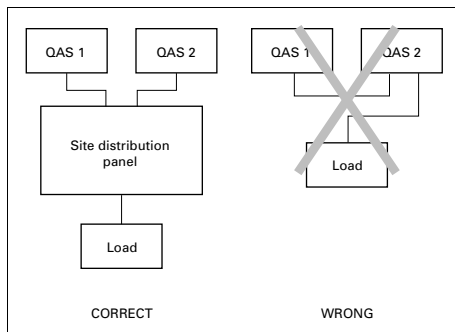 QAS 1
QAS 2
Site distribution
panel
Load
CORRECT
QAS 1
QAS 2
Load
WRONG